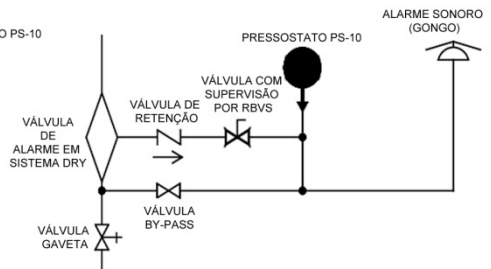 O PS-10
PRESSOSTATO PS-10
ALARME SONORO
(GONGO)
VÁLVULA
DE
ALARME EM
SISTEMA DRY
VÁLVULA DE
RETENÇÃO
VÁLVULA COM
SUPERVISÃO
POR RBVS
VÁLVULA
BY-PASS
VÁLVULA
GAVETA